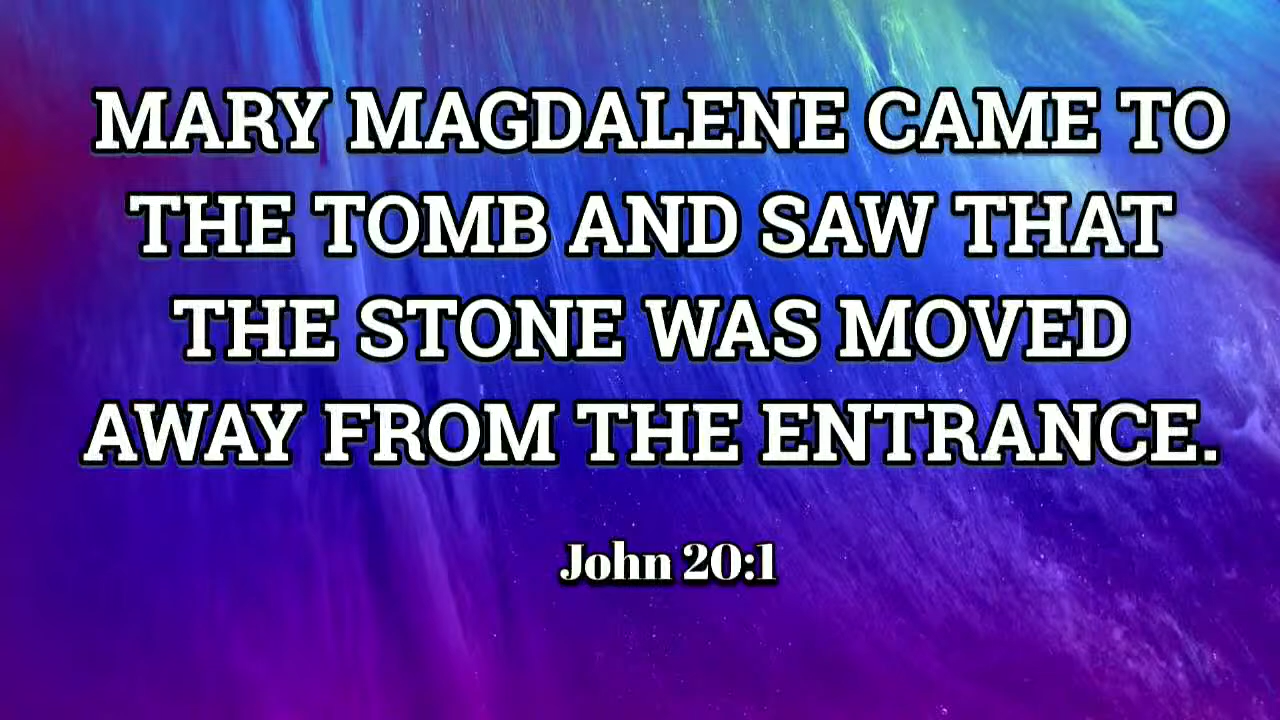 MARY MAGDALENE CAME TO
THE TOMB AND SAW THAT
THE STONE WAS MOVED
AWAY FROM THE ENTRANCE.
John 20:1